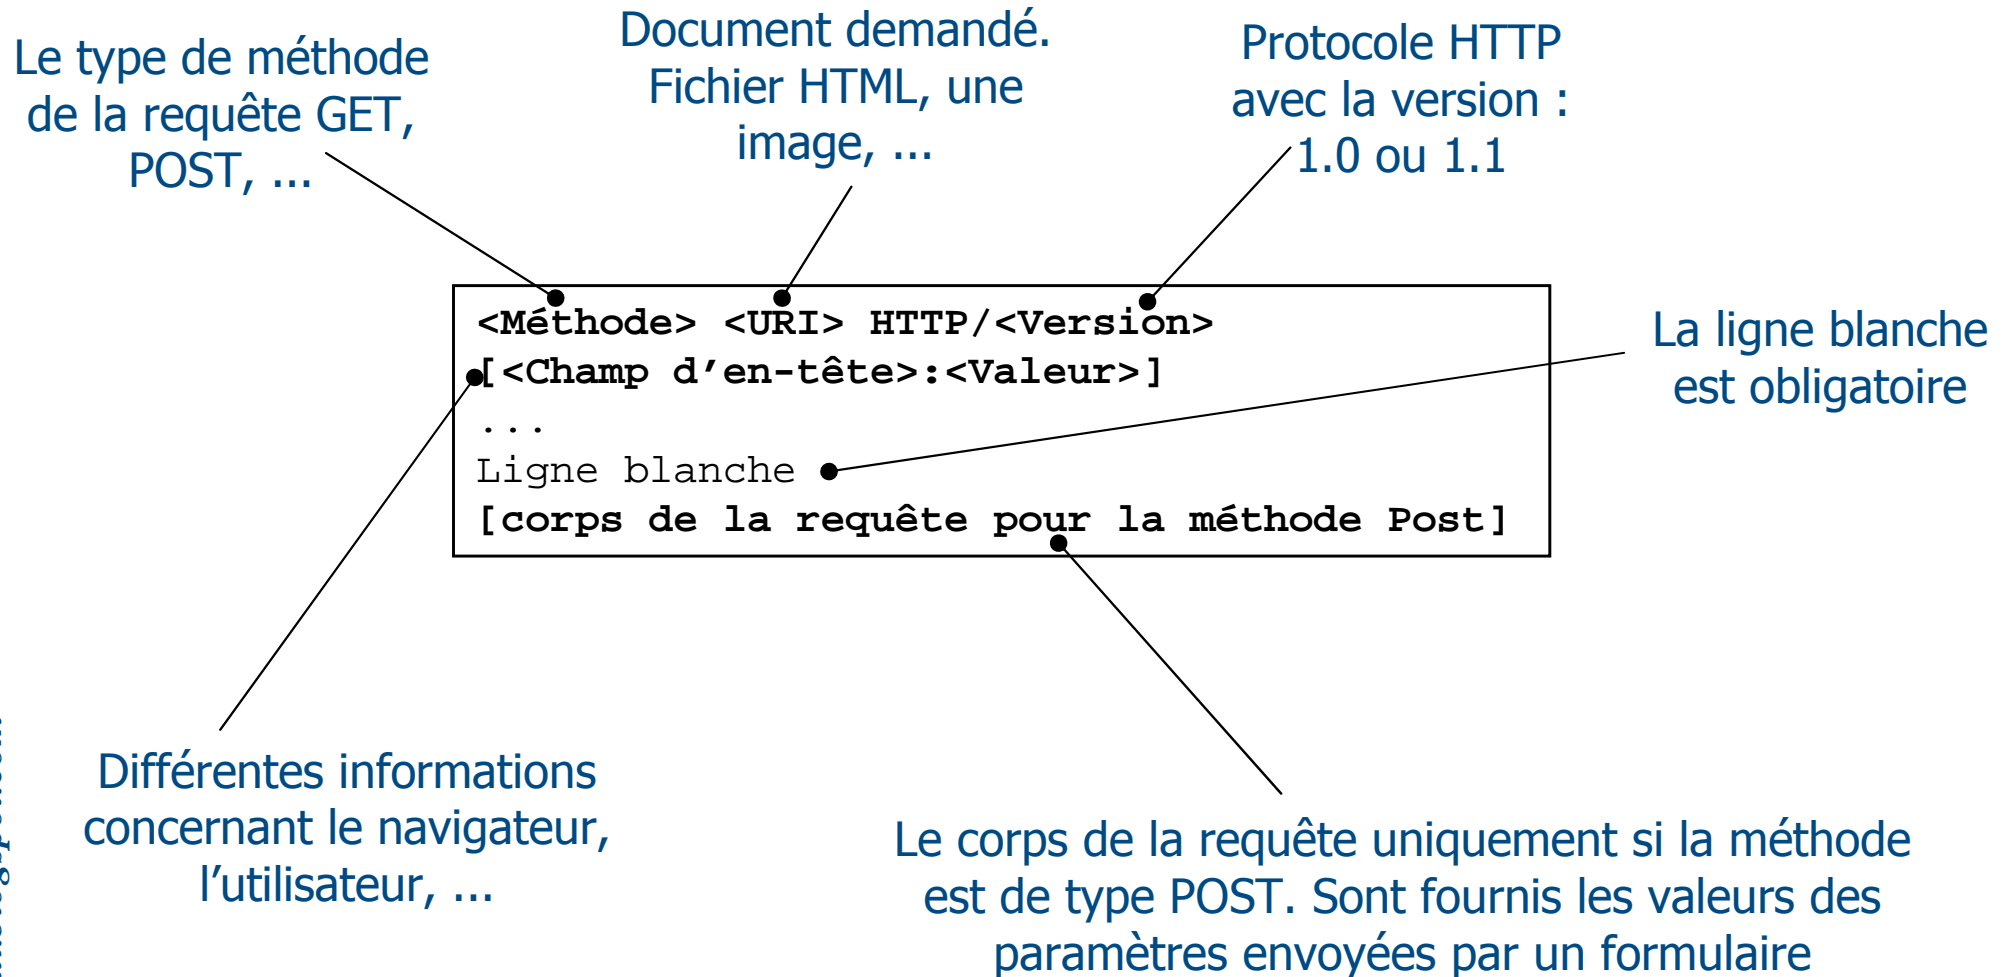 Le type de méthode
de la requête GET,
POST, ...
Document demandé.
Fichier HTML, une
image, ...
Protocole HTTP
avec la version :
1.0 ou 1.1
<Méthode> <URI> HTTP/<Version>
[<Champ d’en-tête>:<Valeur>]
...
Ligne blanche
[corps de la requête pour la méthode Post]
La ligne blanche
est obligatoire
Différentes informations
concernant le navigateur,
l’utilisateur, ...
Le corps de la requête uniquement si la méthode
est de type POST. Sont fournis les valeurs des
paramètres envoyées par un formulaire